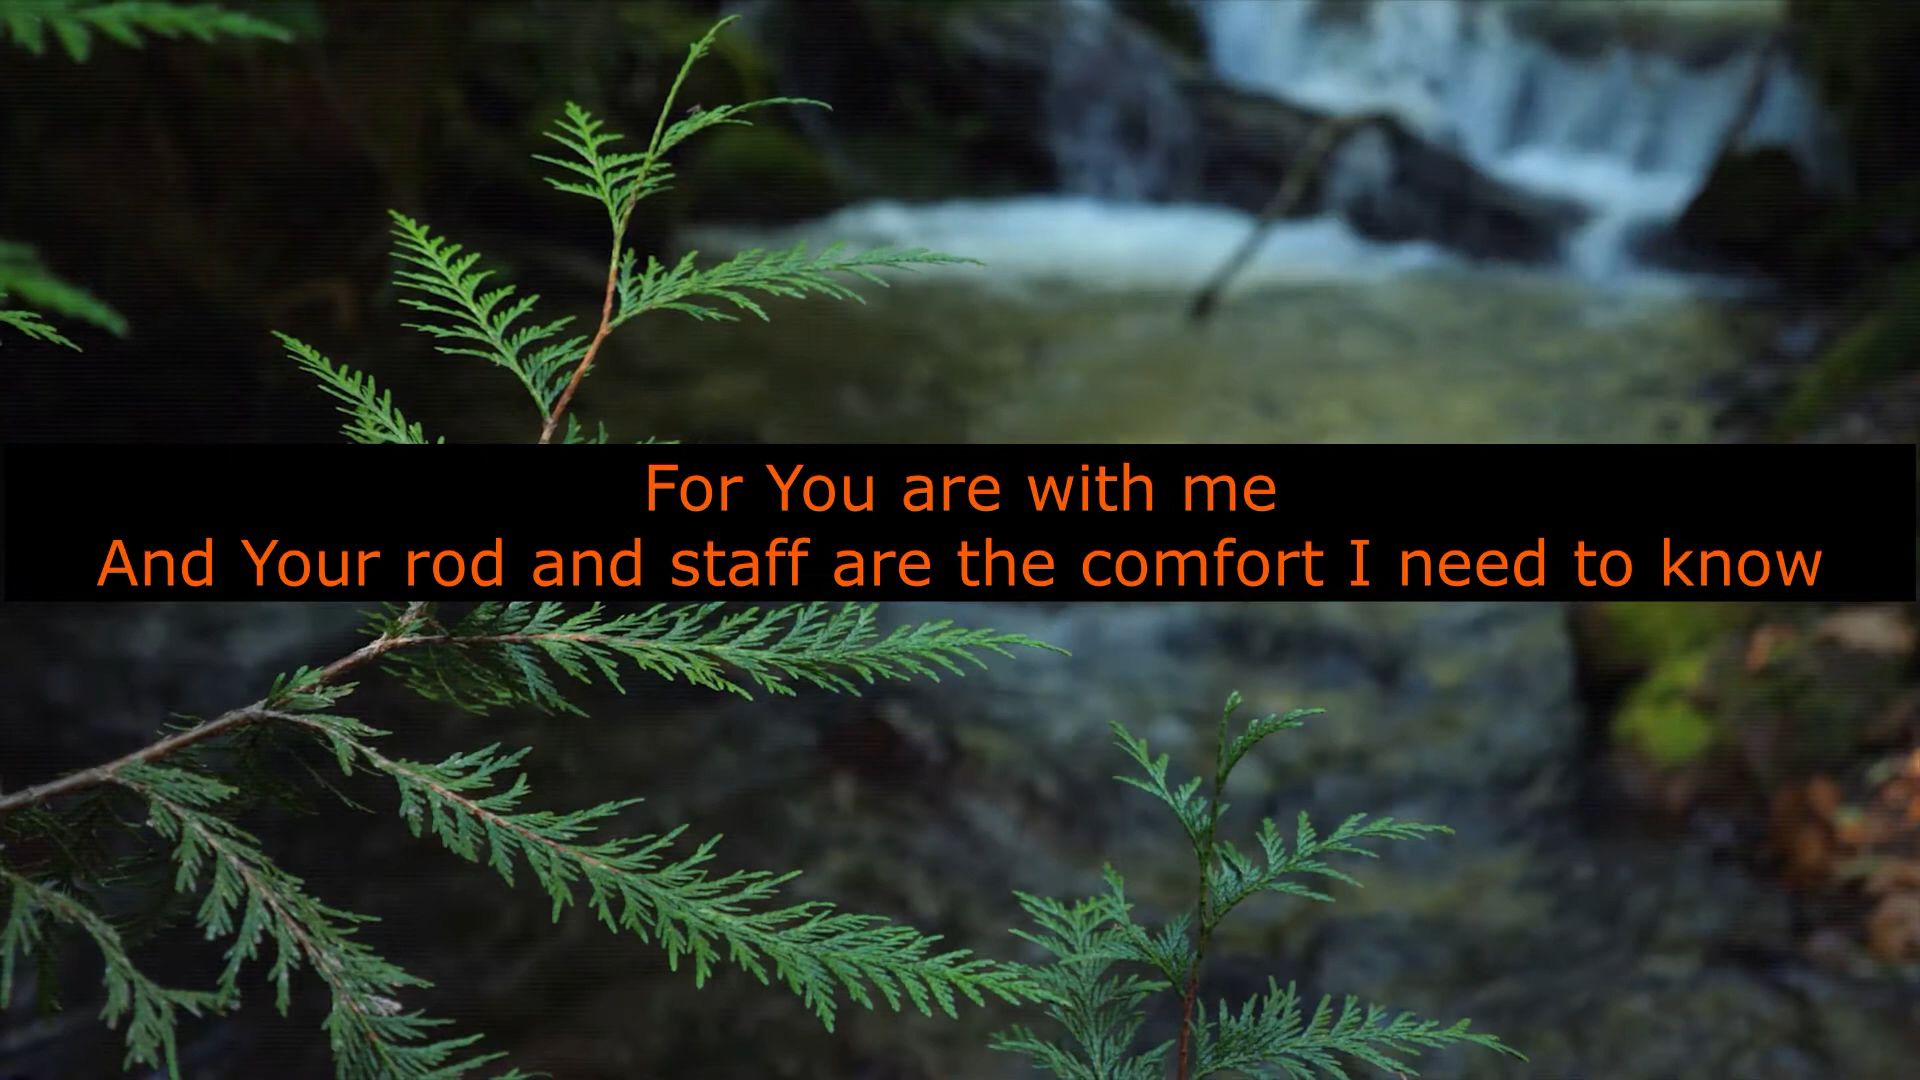 For You are with me
And Your rod and staff are the comfort I need to know